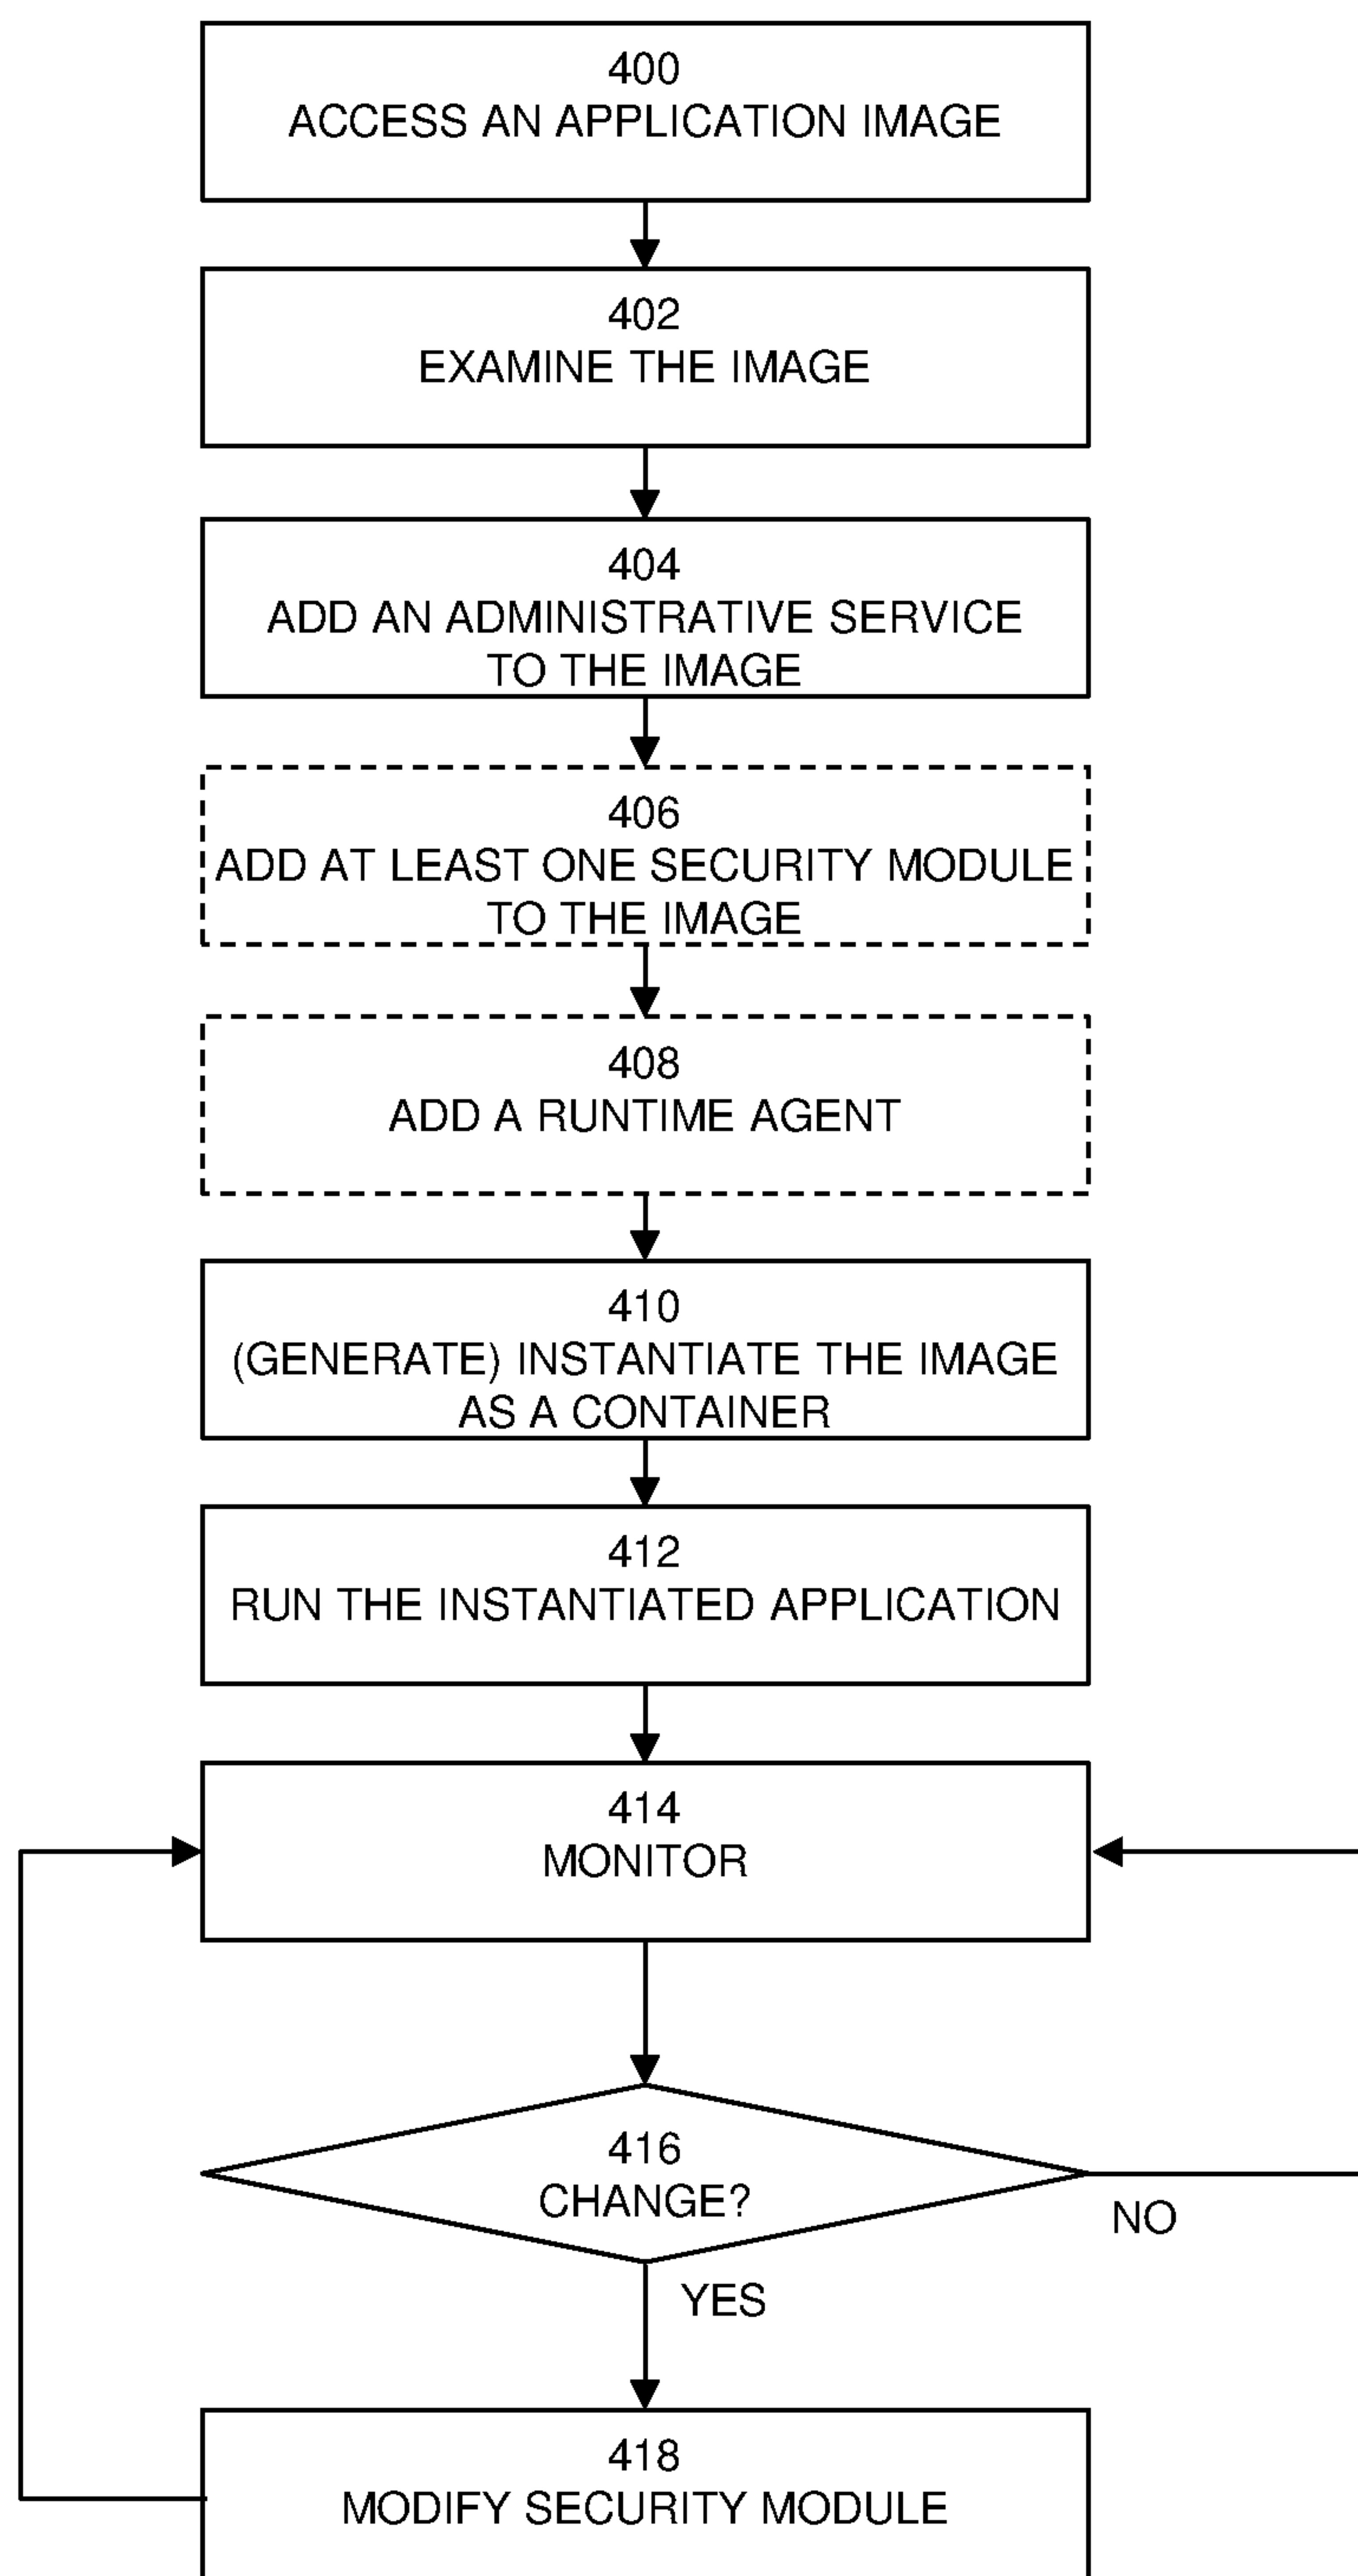 400
ACCESS AN APPLICATION IMAGE
402
EXAMINE THE IMAGE
404
ADD AN ADMINISTRATIVE SERVICE
TO THE IMAGE
406
ADD AT LEAST ONE SECURITY MODULE
TO THE IMAGE
408
ADD A RUNTIME AGENT
410
(GENERATE) INSTANTIATE THE IMAGE
AS A CONTAINER
412
RUN THE INSTANTIATED APPLICATION
414
MONITOR
416
CHANGE?
NO
YES
418
MODIFY SECURITY MODULE